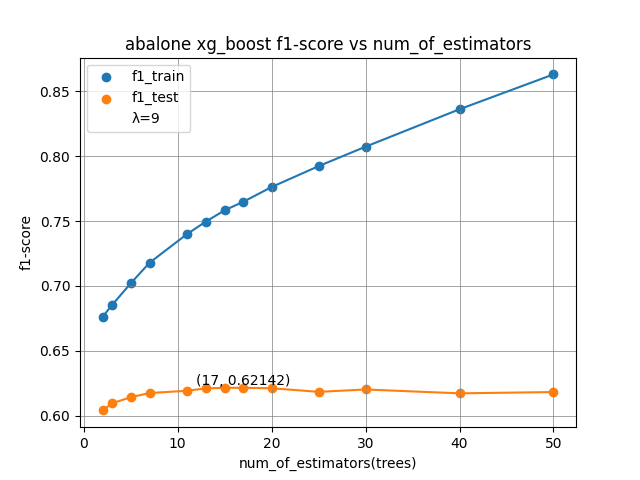 abalone xg_boost f1-score vs num_of_estimators
f1_train
f1_test
λ=9
0.85
0.80
0.75
0.70
0.65
0.60
f1-score
(17, 0.62142)
0 10 20 30 40 50
num_of_estimators(trees)